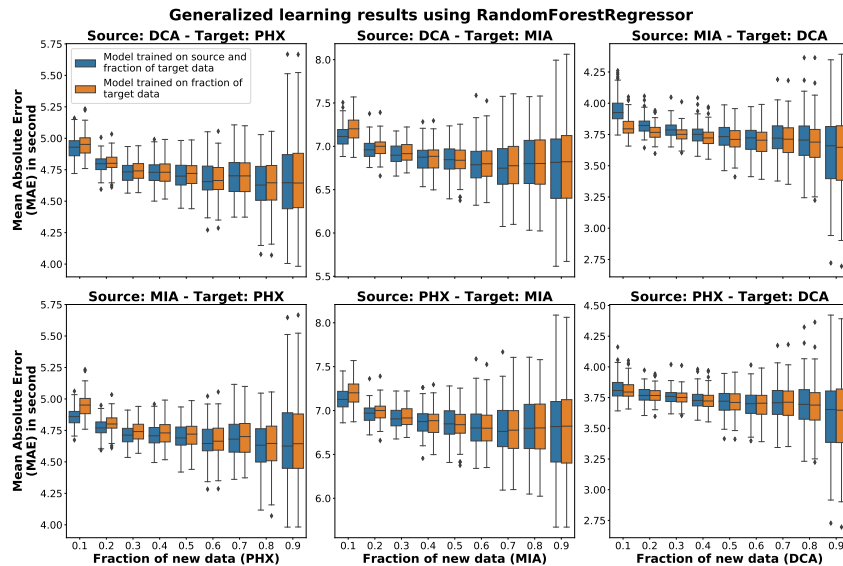 Generalized learning results using RandomForestRegressor
Source: DCA - Target: PHX
Source: DCA - Target: MIA
Source: MIA - Target: DCA
Mean Absolute Error
(MAE) in second
5.75
5.50
5.25
5.00
4.75
4.50
4.25
4.00
Model trained on source and
fraction of target data
Model trained on fraction of
target data
8.0
7.5
7.0
6.5
6.0
5.5
4.25
4.00
3.75
3.50
3.25
3.00
2.75
Source: MIA - Target: PHX
Source: PHX - Target: MIA
Source: PHX - Target: DCA
Mean Absolute Error
(MAE) in second
5.75
5.50
5.25
5.00
4.75
4.50
4.25
4.00
8.0
7.5
7.0
6.5
6.0
4.50
4.25
4.00
3.75
3.50
3.25
3.00
2.75
0.1 0.2 0.3 0.4 0.5 0.6 0.7 0.8 0.9
Fraction of new data (PHX)
0.1 0.2 0.3 0.4 0.5 0.6 0.7 0.8 0.9
Fraction of new data (MIA)
0.1 0.2 0.3 0.4 0.5 0.6 0.7 0.8 0.9
Fraction of new data (DCA)